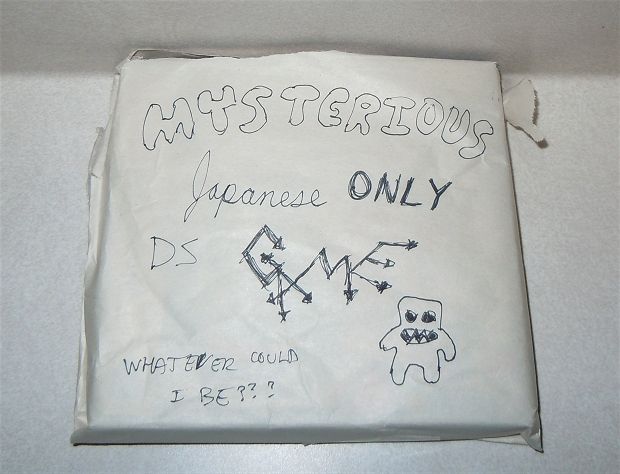 MYSTERIOUS
Japanese ONLY
DS GAME
WHATEVER COULD
I BE???